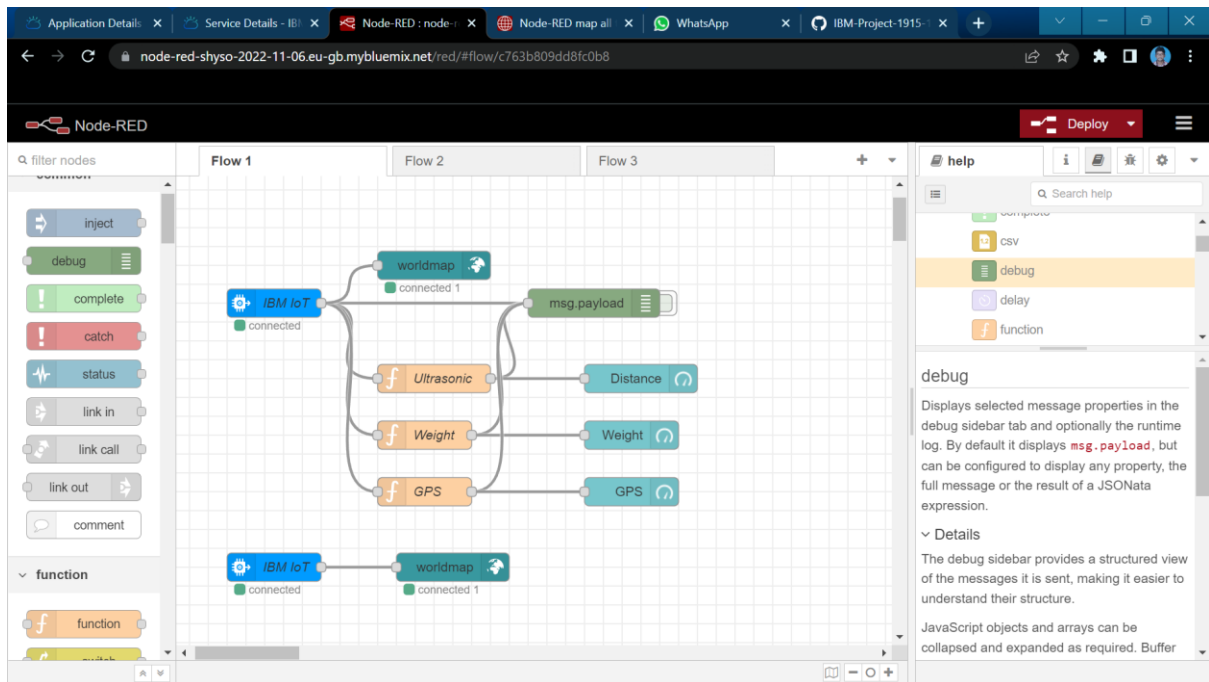 Application Details
Service Details - IB
Node-RED : node-r
Node-RED map all
WhatsApp
IBM-Project-1915-1
node-red-shyso-2022-11-06.eu-gb.mybluemix.net/red/#flow/c763b809dd8fc0b8
Node-RED
Deploy
filter nodes
Flow 1
Flow 2
Flow 3
help
Search help
common
inject
debug
complete
catch
status
link in
link call
link out
comment
function
function
switch
worldmap
connected 1
IBM IoT
connected
msg.payload
Ultrasonic
Distance
Weight
Weight
GPS
GPS
IBM IoT
connected
worldmap
connected 1
complete
csv
debug
delay
function
debug
Displays selected message properties in the
debug sidebar tab and optionally the runtime
log. By default it displays msg.payload, but
can be configured to display any property, the
full message or the result of a JSONata
expression.
Details
The debug sidebar provides a structured view
of the messages it is sent, making it easier to
understand their structure.
JavaScript objects and arrays can be
collapsed and expanded as required. Buffer